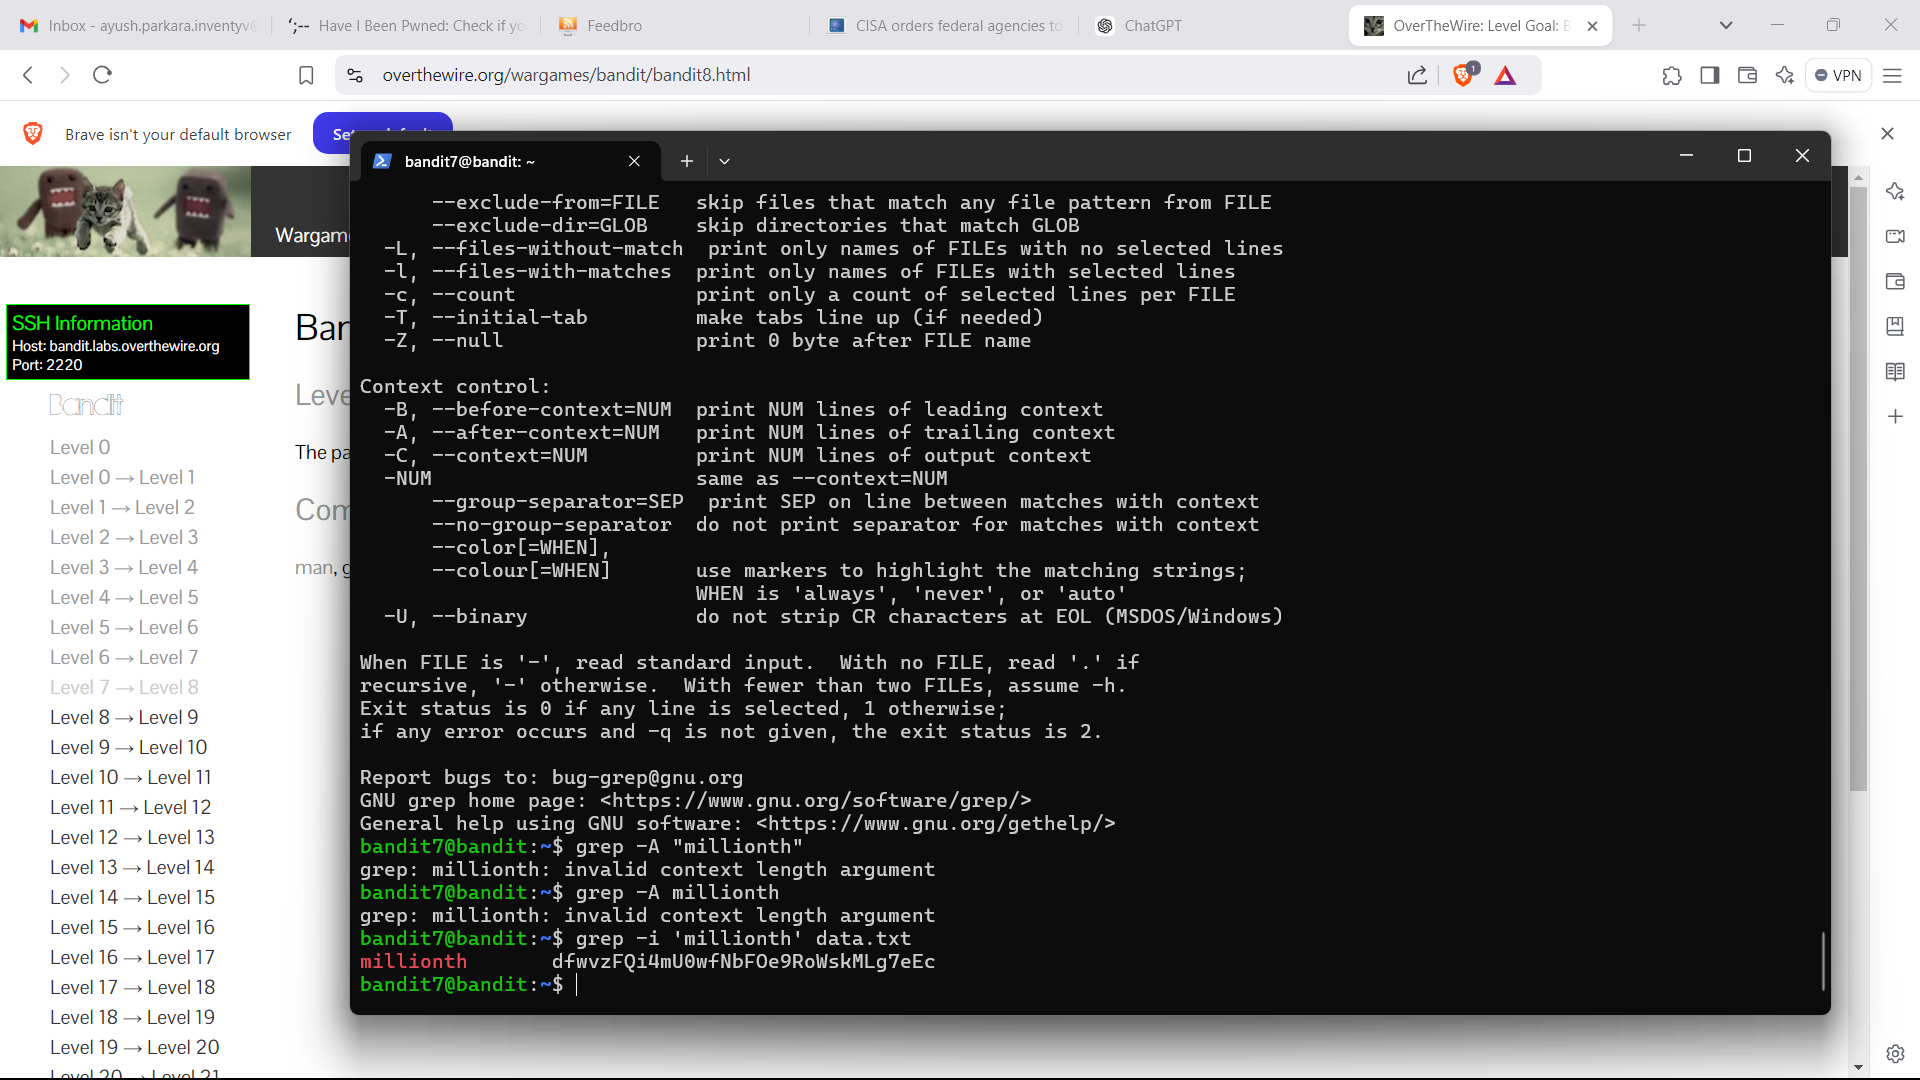 Inbox - ayush.parkara.inventyv@
Have I Been Pwned: Check if yo
Feedbro
CISA orders federal agencies to
ChatGPT
OverTheWire: Level Goal: B
overthewire.org/wargames/bandit/bandit8.html
1
VPN
Brave isn't your default browser
bandit7@bandit: ~
Wargam
SSH Information
Host: bandit.labs.overthewire.org
Port: 2220
Bandit
Level 0
Level 0 → Level 1
Level 1 → Level 2
Level 2 → Level 3
Level 3 → Level 4
Level 4 → Level 5
Level 5 → Level 6
Level 6 → Level 7
Level 7 → Level 8
Level 8 → Level 9
Level 9 → Level 10
Level 10 → Level 11
Level 11 → Level 12
Level 12 → Level 13
Level 13 → Level 14
Level 14 → Level 15
Level 15 → Level 16
Level 16 → Level 17
Level 17 → Level 18
Level 18 → Level 19
Level 19 → Level 20
Level 20 → Level 21
Ban
Leve
The pa
Com
man, g
--exclude-from=FILE   skip files that match any file pattern from FILE
--exclude-dir=GLOB    skip directories that match GLOB
-L, --files-without-match  print only names of FILEs with no selected lines
-l, --files-with-matches  print only names of FILEs with selected lines
-c, --count               print only a count of selected lines per FILE
-T, --initial-tab         make tabs line up (if needed)
-Z, --null                print 0 byte after FILE name
Context control:
-B, --before-context=NUM  print NUM lines of leading context
-A, --after-context=NUM   print NUM lines of trailing context
-C, --context=NUM         print NUM lines of output context
-NUM                      same as --context=NUM
--group-separator=SEP  print SEP on line between matches with context
--no-group-separator  do not print separator for matches with context
--color[=WHEN],
--colour[=WHEN]       use markers to highlight the matching strings;
WHEN is 'always', 'never', or 'auto'
-U, --binary              do not strip CR characters at EOL (MSDOS/Windows)
When FILE is '-', read standard input.  With no FILE, read '.' if
recursive, '-' otherwise.  With fewer than two FILEs, assume -h.
Exit status is 0 if any line is selected, 1 otherwise;
if any error occurs and -q is not given, the exit status is 2.
Report bugs to: bug-grep@gnu.org
GNU grep home page: <https://www.gnu.org/software/grep/>
General help using GNU software: <https://www.gnu.org/gethelp/>
bandit7@bandit:~$ grep -A "millionth"
grep: millionth: invalid context length argument
bandit7@bandit:~$ grep -A millionth
grep: millionth: invalid context length argument
bandit7@bandit:~$ grep -i 'millionth' data.txt
millionth       dfwvzFQi4mU0wfNbFOe9RoWskMLg7eEc
bandit7@bandit:~$